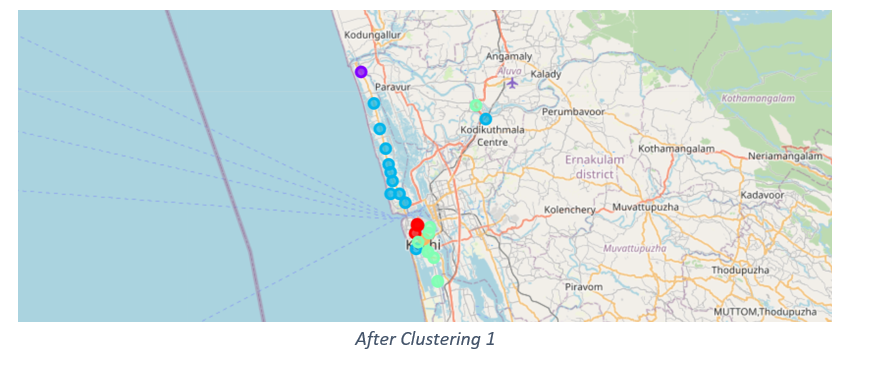 Kodungallur
Angamaly
Aluva
Kalady
Paravur
Kothamangalam
Perumbavoor
Kodikuthmala
Centre
Kothamangalam
Neriamangalam
Ernakulam
district
Kadavoor
Kolenchery
Muvattupuzha
Muvattupuzha
Thodupuzha
Piravom
MUTTOM,Thodupuzha
After Clustering 1